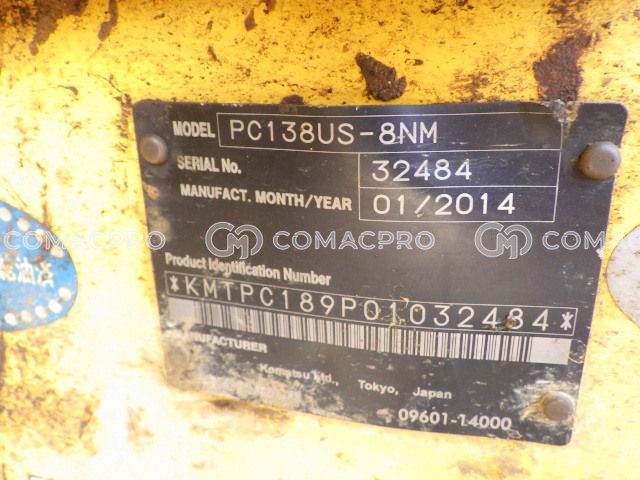 MODEL PC138US-8NM
SERIAL No. 32484
MANUFACT. MONTH/YEAR 01/2014
COMACPRO COMACPRO COMACPRO
Product Identification Number
*KMTPC189P01032484*
MANUFACTURER
Komatsu Ltd., Tokyo, Japan
09601-14000